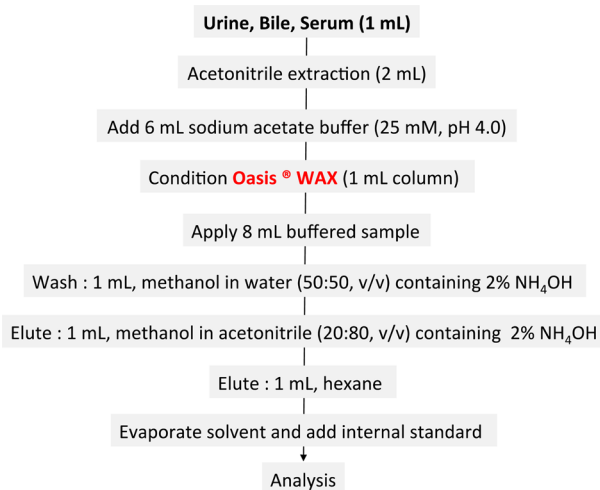 Urine, Bile, Serum (1 mL)
Acetonitrile extraction (2 mL)
Add 6 mL sodium acetate buffer (25 mM, pH 4.0)
Condition Oasis ® WAX (1 mL column)
Apply 8 mL buffered sample
Wash : 1 mL, methanol in water (50:50, v/v) containing 2% NH4OH
Elute : 1 mL, methanol in acetonitrile (20:80, v/v) containing 2% NH4OH
Elute : 1 mL, hexane
Evaporate solvent and add internal standard
Analysis